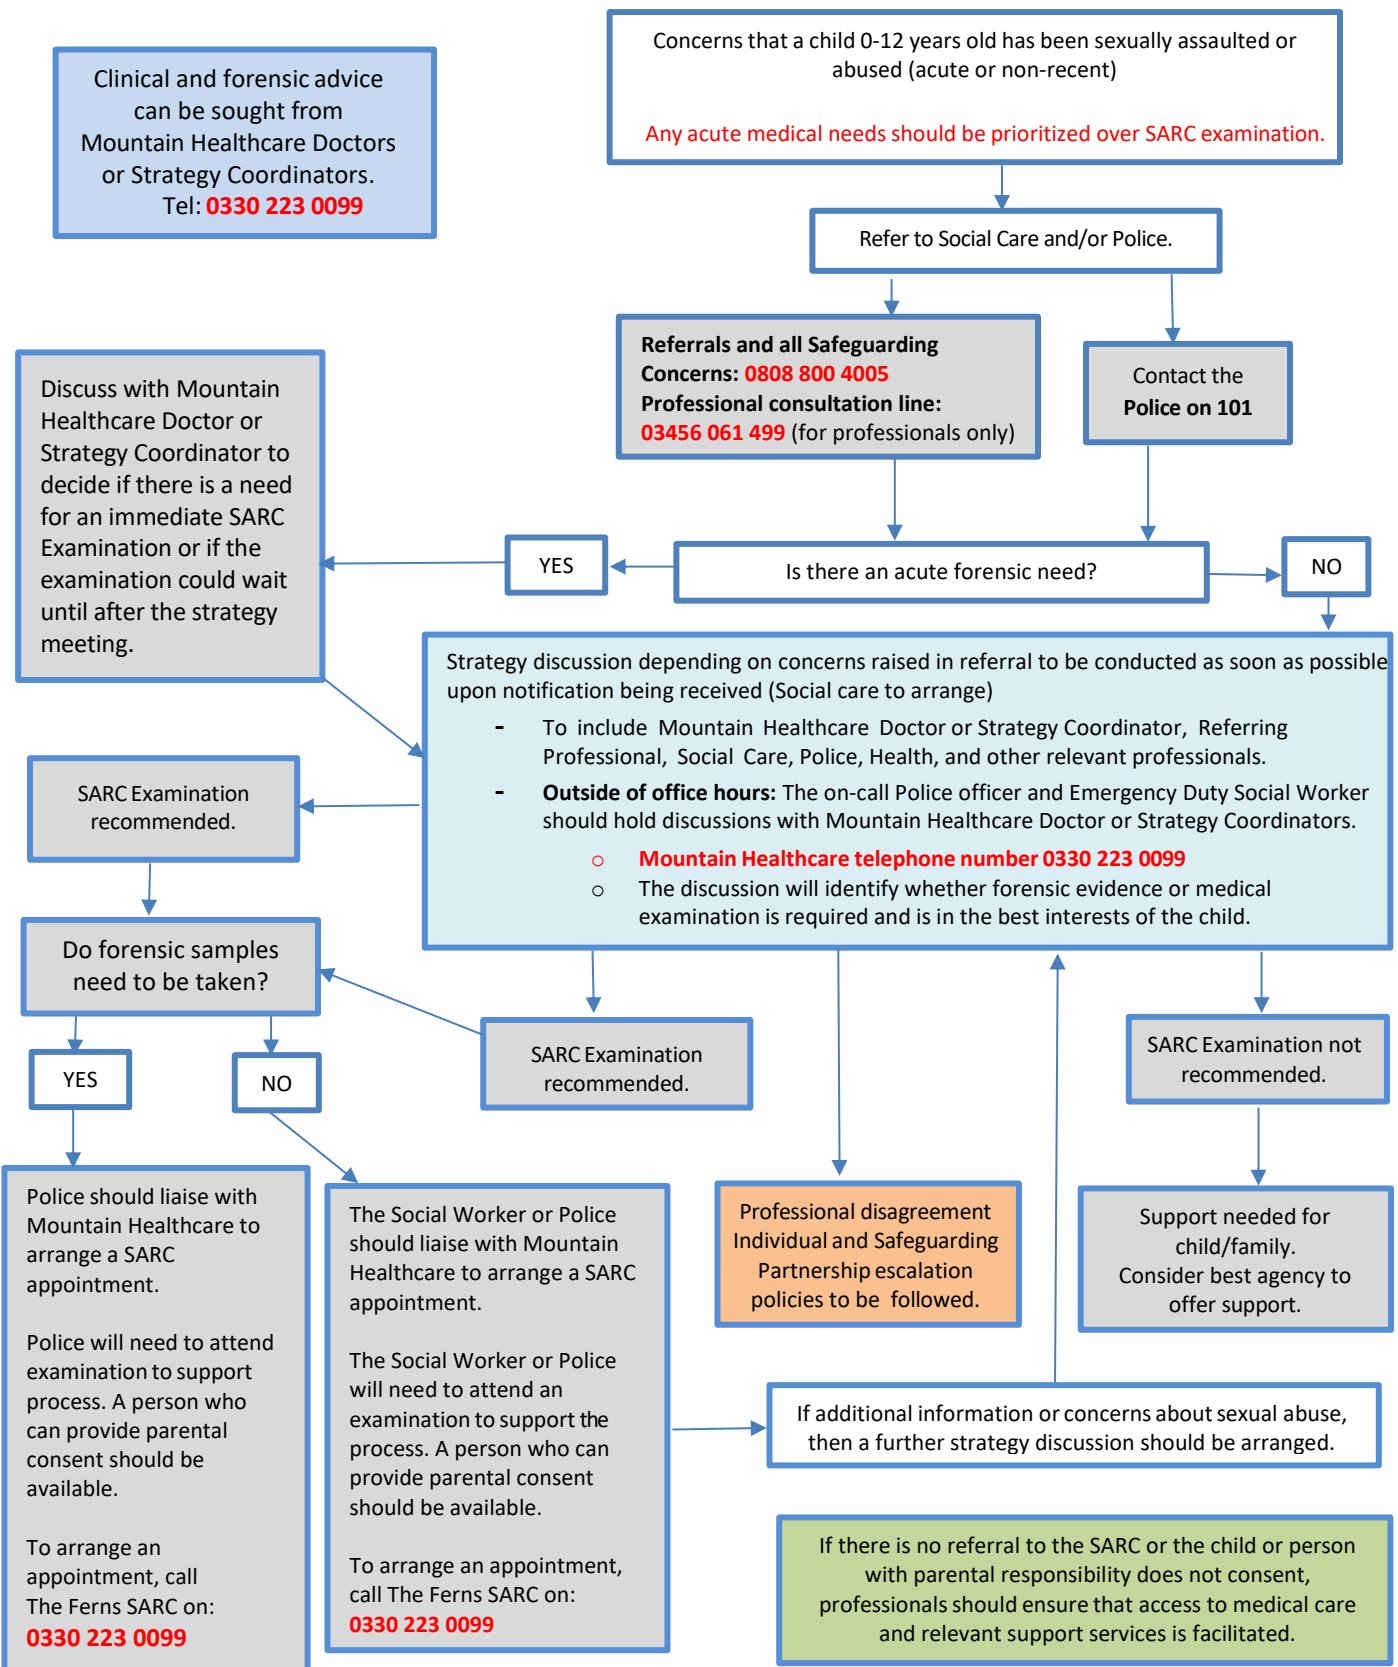 Concerns that a child 0-12 years old has been sexually assaulted or
abused (acute or non-recent)
Any acute medical needs should be prioritized over SARC examination.
Clinical and forensic advice
can be sought from
Mountain Healthcare Doctors
or Strategy Coordinators.
Tel: 0330 223 0099
Refer to Social Care and/or Police.
Referrals and all Safeguarding
Concerns: 0808 800 4005
Professional consultation line:
03456 061 499 (for professionals only)
Contact the
Police on 101
Discuss with Mountain
Healthcare Doctor or
Strategy Coordinator to
decide if there is a need
for an immediate SARC
Examination or if the
examination could wait
until after the strategy
meeting.
YES
Is there an acute forensic need?
NO
Strategy discussion depending on concerns raised in referral to be conducted as soon as possible
upon notification being received (Social care to arrange)
- To include Mountain Healthcare Doctor or Strategy Coordinator, Referring
Professional, Social Care, Police, Health, and other relevant professionals.
- Outside of office hours: The on-call Police officer and Emergency Duty Social Worker
should hold discussions with Mountain Healthcare Doctor or Strategy Coordinators.
o Mountain Healthcare telephone number 0330 223 0099
o The discussion will identify whether forensic evidence or medical
examination is required and is in the best interests of the child.
SARC Examination
recommended.
Do forensic samples
need to be taken?
YES
NO
SARC Examination
recommended.
SARC Examination not
recommended.
Police should liaise with
Mountain Healthcare to
arrange a SARC
appointment.
Police will need to attend
examination to support
process. A person who
can provide parental
consent should be
available.
To arrange an
appointment, call
The Ferns SARC on:
0330 223 0099
The Social Worker or Police
should liaise with Mountain
Healthcare to arrange a SARC
appointment.
The Social Worker or Police
will need to attend an
examination to support the
process. A person who can
provide parental consent
should be available.
To arrange an appointment,
call The Ferns SARC on:
0330 223 0099
Professional disagreement
Individual and Safeguarding
Partnership escalation
policies to be followed.
Support needed for
child/family.
Consider best agency to
offer support.
If additional information or concerns about sexual abuse,
then a further strategy discussion should be arranged.
If there is no referral to the SARC or the child or person
with parental responsibility does not consent,
professionals should ensure that access to medical care
and relevant support services is facilitated.